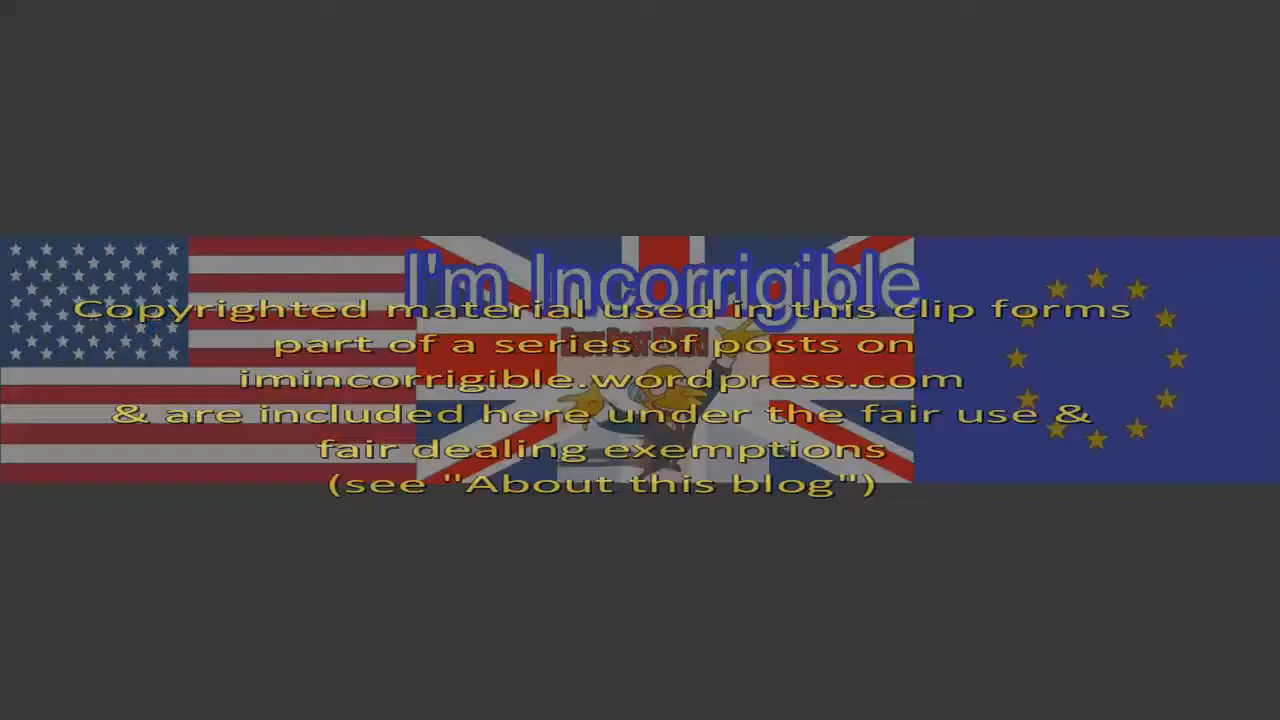 I'm Incorrigible
Copyrighted material used in this clip forms
part of a series of posts on
imincorrigible.wordpress.com
& are included here under the fair use &
fair dealing exemptions
(see "About this blog")